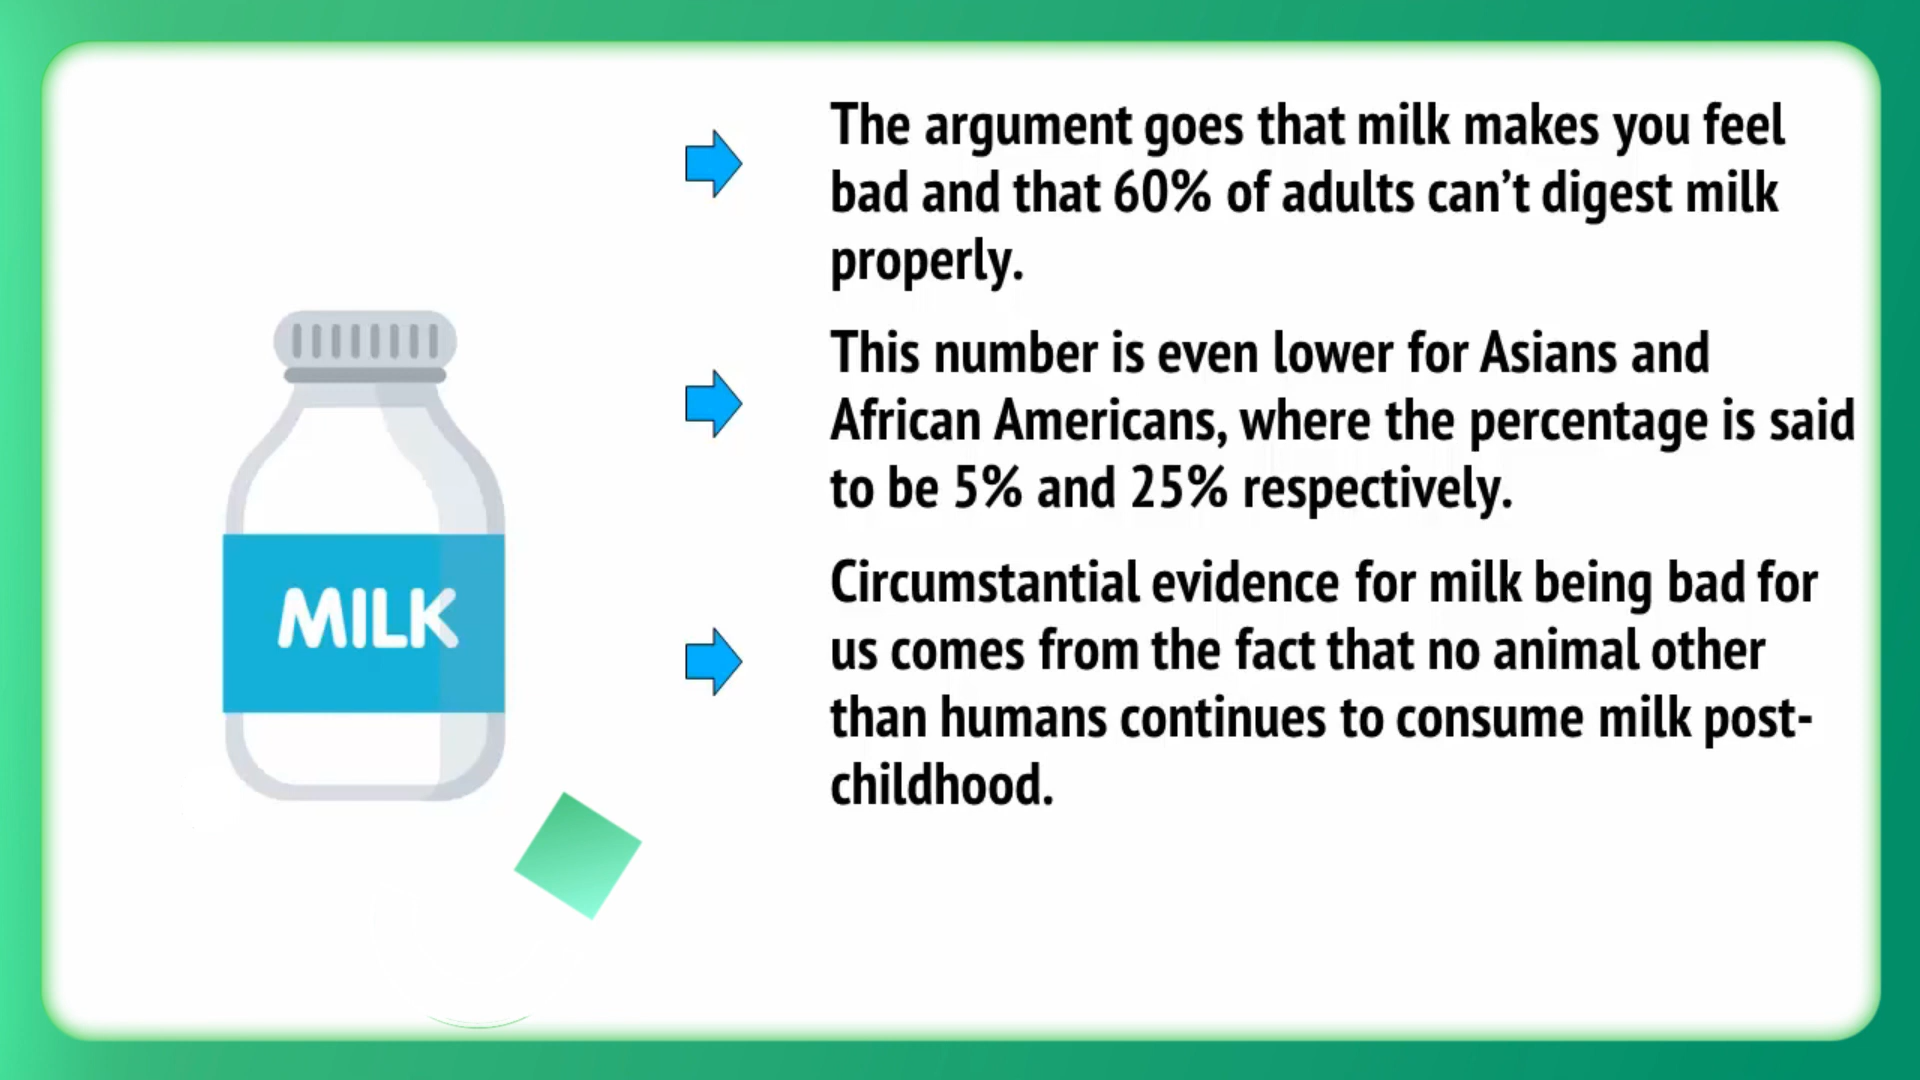 The argument goes that milk makes you feel
bad and that 60% of adults can’t digest milk
properly.
This number is even lower for Asians and
African Americans, where the percentage is said
to be 5% and 25% respectively.
MILK
Circumstantial evidence for milk being bad for
us comes from the fact that no animal other
than humans continues to consume milk post-
childhood.